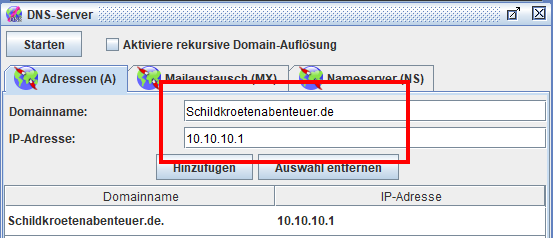 DNS-Server
Starten Aktiviere rekursive Domain-Auflösung
Adressen (A) Mailaustausch (MX) Nameserver (NS)
Domainname: Schildkroetenabenteuer.de
IP-Adresse: 10.10.10.1
Hinzufügen Auswahl entfernen
Domainname IP-Adresse
Schildkroetenabenteuer.de. 10.10.10.1